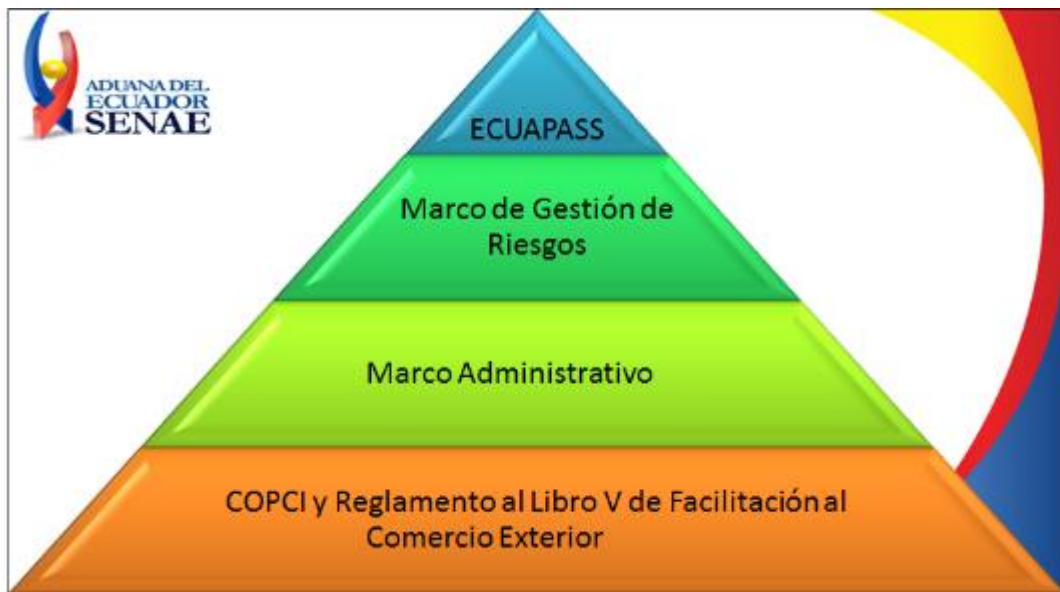 ADUANA DEL
ECUADOR
SENAE
ECUAPASS
Marco de Gestión de
Riesgos
Marco Administrativo
COPCI y Reglamento al Libro V de Facilitación al
Comercio Exterior